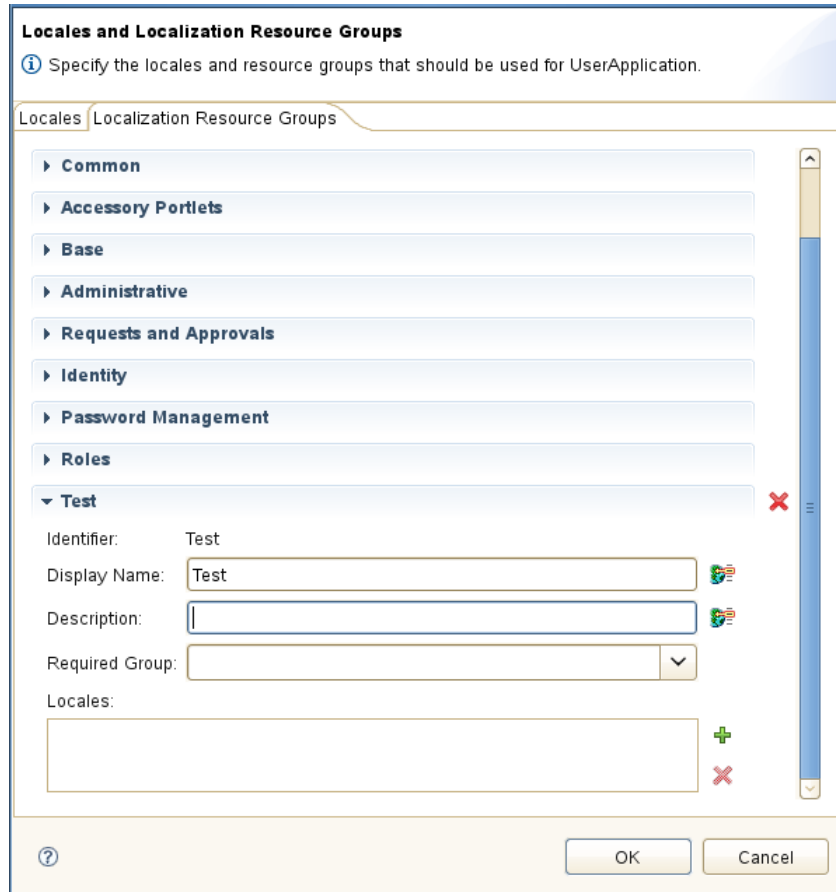 Locales and Localization Resource Groups
Specify the locales and resource groups that should be used for UserApplication.
Locales Localization Resource Groups
Common
Accessory Portlets
Base
Administrative
Requests and Approvals
Identity
Password Management
Roles
Test
Identifier: Test
Display Name: Test
Description:
Required Group:
Locales:
OK Cancel